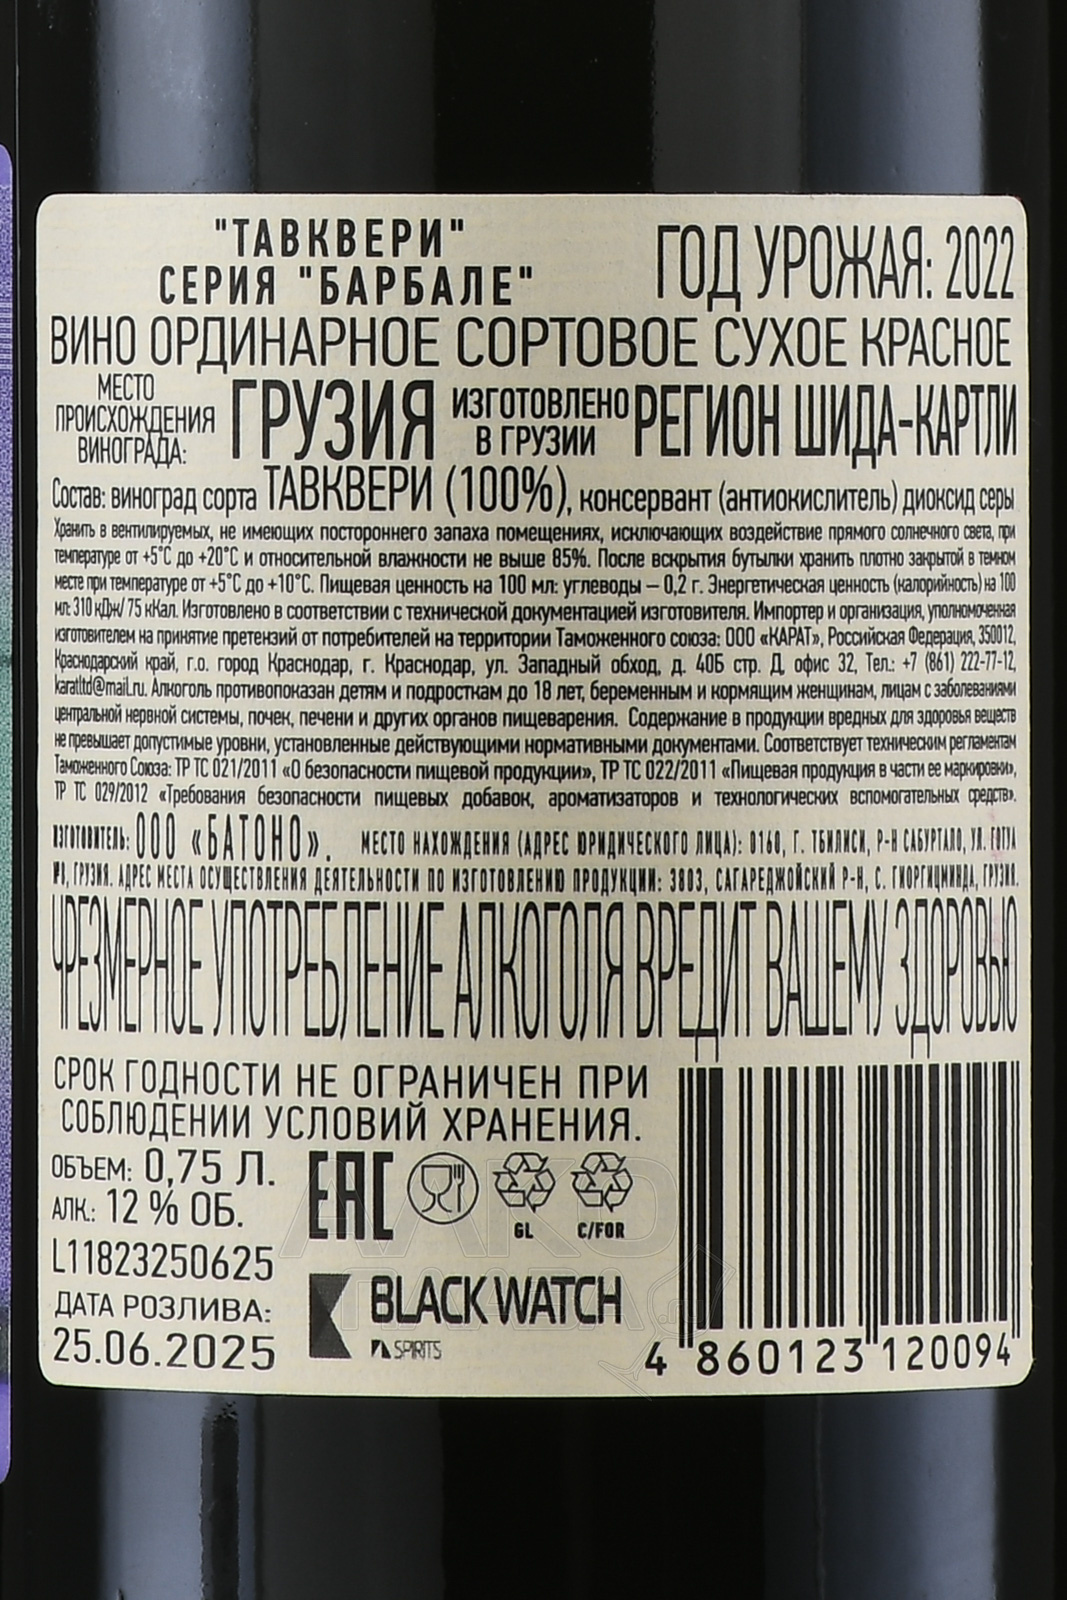 "ТАВКВЕРИ"
СЕРИЯ "БАРБАЛЕ"
ГОД УРОЖАЯ: 2022
ВИНО ОРДИНАРНОЕ СОРТОВОЕ СУХОЕ КРАСНОЕ
МЕСТО
ПРОИСХОЖДЕНИЯ
ВИНОГРАДА:
ГРУЗИЯ
ИЗГОТОВЛЕНО
В ГРУЗИИ
РЕГИОН ШИДА-КАРТЛИ
Состав: виноград сорта ТАВКВЕРИ (100%), консервант (антиокислитель) диоксид серы
Хранить в вентилируемых, не имеющих постороннего запаха помещениях, исключающих воздействие прямого солнечного света, при
температуре от +5°С до +20°С и относительной влажности не выше 85%. После вскрытия бутылки хранить плотно закрытой в темном
месте при температуре от +5°С до +10°С. Пищевая ценность на 100 мл: углеводы – 0,2 г. Энергетическая ценность (калорийность) на 100
мл: 310 кДж/ 75 кКал. Изготовлено в соответствии с технической документацией изготовителя. Импортер и организация, уполномоченная
изготовителем на принятие претензий от потребителей на территории Таможенного союза: ООО «КАРАТ», Российская Федерация, 350012,
Краснодарский край, г.о. город Краснодар, г. Краснодар, ул. Западный обход, д. 40Б стр. Д, офис 32, Тел.: +7 (861) 222-77-12,
karatltd@mail.ru. Алкоголь противопоказан детям и подросткам до 18 лет, беременным и кормящим женщинам, лицам с заболеваниями
центральной нервной системы, почек, печени и других органов пищеварения. Содержание в продукции вредных для здоровья веществ
не превышает допустимые уровни, установленные действующими нормативными документами. Соответствует техническим регламентам
Таможенного Союза: ТР ТС 021/2011 «О безопасности пищевой продукции», ТР ТС 022/2011 «Пищевая продукция в части ее маркировки»,
ТР ТС 029/2012 «Требования безопасности пищевых добавок, ароматизаторов и технологических вспомогательных средств».
ИЗГОТОВИТЕЛЬ: ООО «БАТОНО». МЕСТО НАХОЖДЕНИЯ (АДРЕС ЮРИДИЧЕСКОГО ЛИЦА): 0160, Г. ТБИЛИСИ, Р-Н САБУРТАЛО, УЛ. ГОТУА
№8, ГРУЗИЯ. АДРЕС МЕСТА ОСУЩЕСТВЛЕНИЯ ДЕЯТЕЛЬНОСТИ ПО ИЗГОТОВЛЕНИЮ ПРОДУКЦИИ: 3803, САГАРЕДЖОЙСКИЙ Р-Н, С. ГИОРГИЦМИНДА, ГРУЗИЯ.
ЧРЕЗМЕРНОЕ УПОТРЕБЛЕНИЕ АЛКОГОЛЯ ВРЕДИТ ВАШЕМУ ЗДОРОВЬЮ
СРОК ГОДНОСТИ НЕ ОГРАНИЧЕН ПРИ
СОБЛЮДЕНИИ УСЛОВИЙ ХРАНЕНИЯ.
ОБЪЕМ: 0,75 Л.
АЛК.: 12 % ОБ.
L11823250625
ДАТА РОЗЛИВА:
25.06.2025
EAC
GL
C/FOR
BLACK WATCH
SPIRITS
4 860123 120094